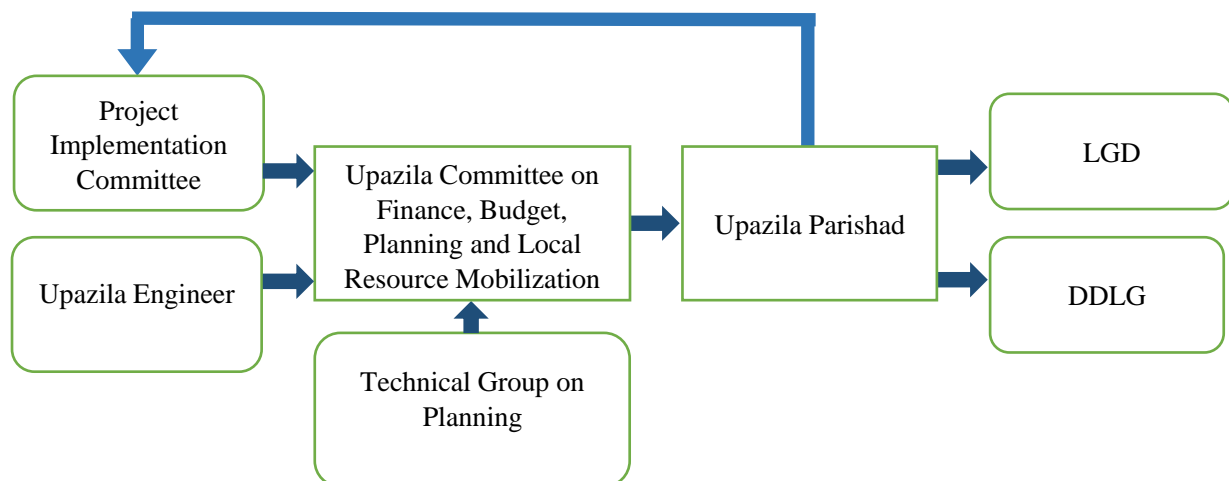 Project
Implementation
Committee
Upazila Engineer
Upazila Committee on
Finance, Budget,
Planning and Local
Resource Mobilization
Technical Group on
Planning
Upazila Parishad
LGD
DDLG